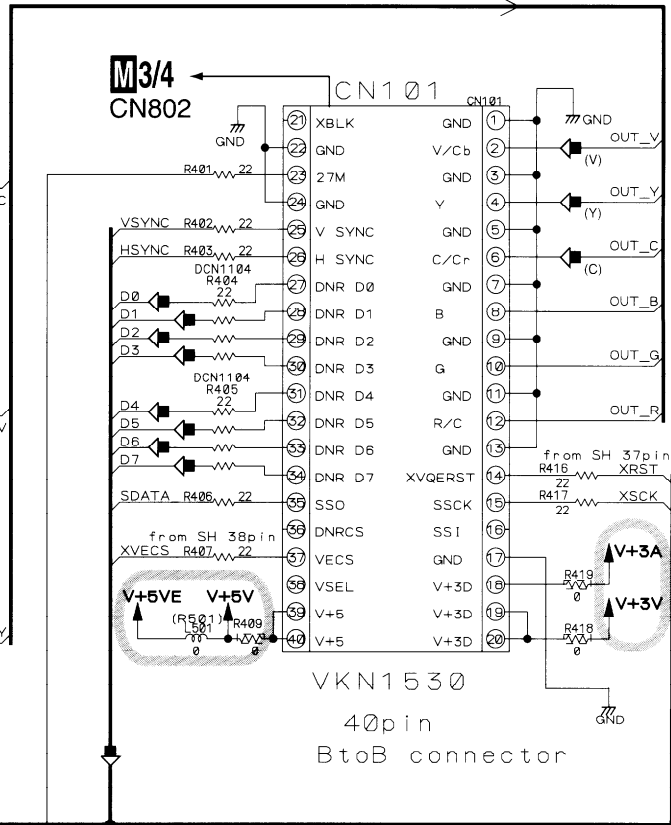 M 3/4
CN802
CN101
CN101
GND
GND
21 XBLK GND 1
22 GND V/Cb 2 (V) OUT_V
R401 22 23 27M GND 3
24 GND Y 4 (Y) OUT_Y
VSYNC R402 22 25 V SYNC GND 5
HSYNC R403 22 26 H SYNC C/Cr 6 (C) OUT_C
DCN1104
R404
22
D0 27 DNR D0 GND 7
D1 28 DNR D1 B 8 OUT_B
D2 29 DNR D2 GND 9
D3 30 DNR D3 G 10 OUT_G
DCN1104
R405
22
D4 31 DNR D4 GND 11
D5 32 DNR D5 R/C 12 OUT_R
D6 33 DNR D6 GND 13
from SH 37pin
D7 34 DNR D7 XVQERST 14 R416 22 XRST
SDATA R406 22 35 SSO SSCK 15 R417 22 XSCK
36 DNRCS SSI 16
from SH 38pin
XVECS R407 22 37 VECS GND 17
V+3A
38 VSEL V+3D 18 R419 0
V+5VE V+5V
39 V+5 V+3D 19
V+3V
(R501)
L501 0 R409 0 40 V+5 V+3D 20 R418 0
GND
VKN1530
40pin
BtoB connector